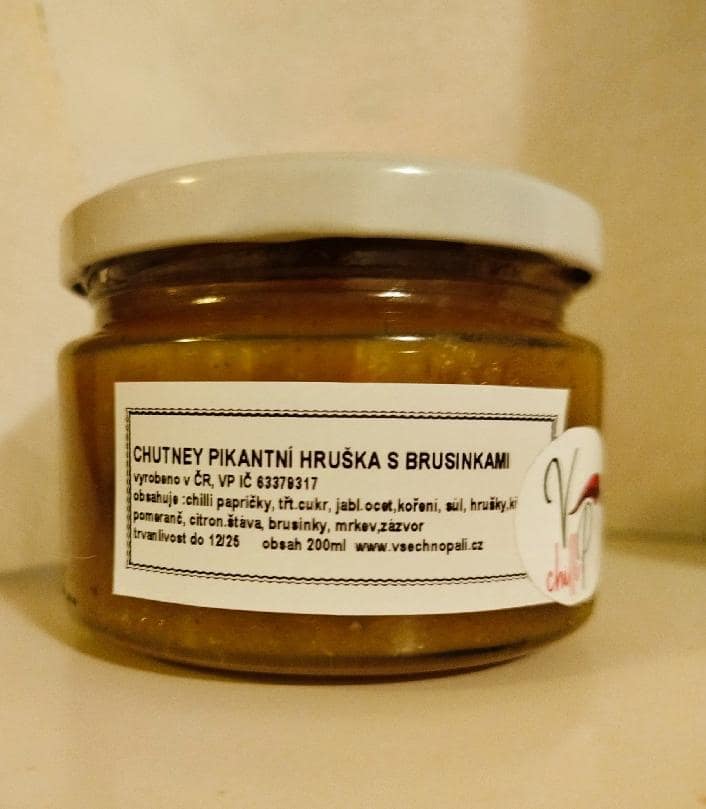 CHUTNEY PIKANTNÍ HRUŠKA S BRUSINKAMI
vyrobeno v ČR, VP IČ 63379317
obsahuje :chilli papričky, třt.cukr, jabl.ocet,koření, sůl, hrušky,
pomeranč, citron.šťáva, brusinky, mrkev,zázvor
trvanlivost do 12/25 obsah 200ml www.vsechnopali.cz
V
P